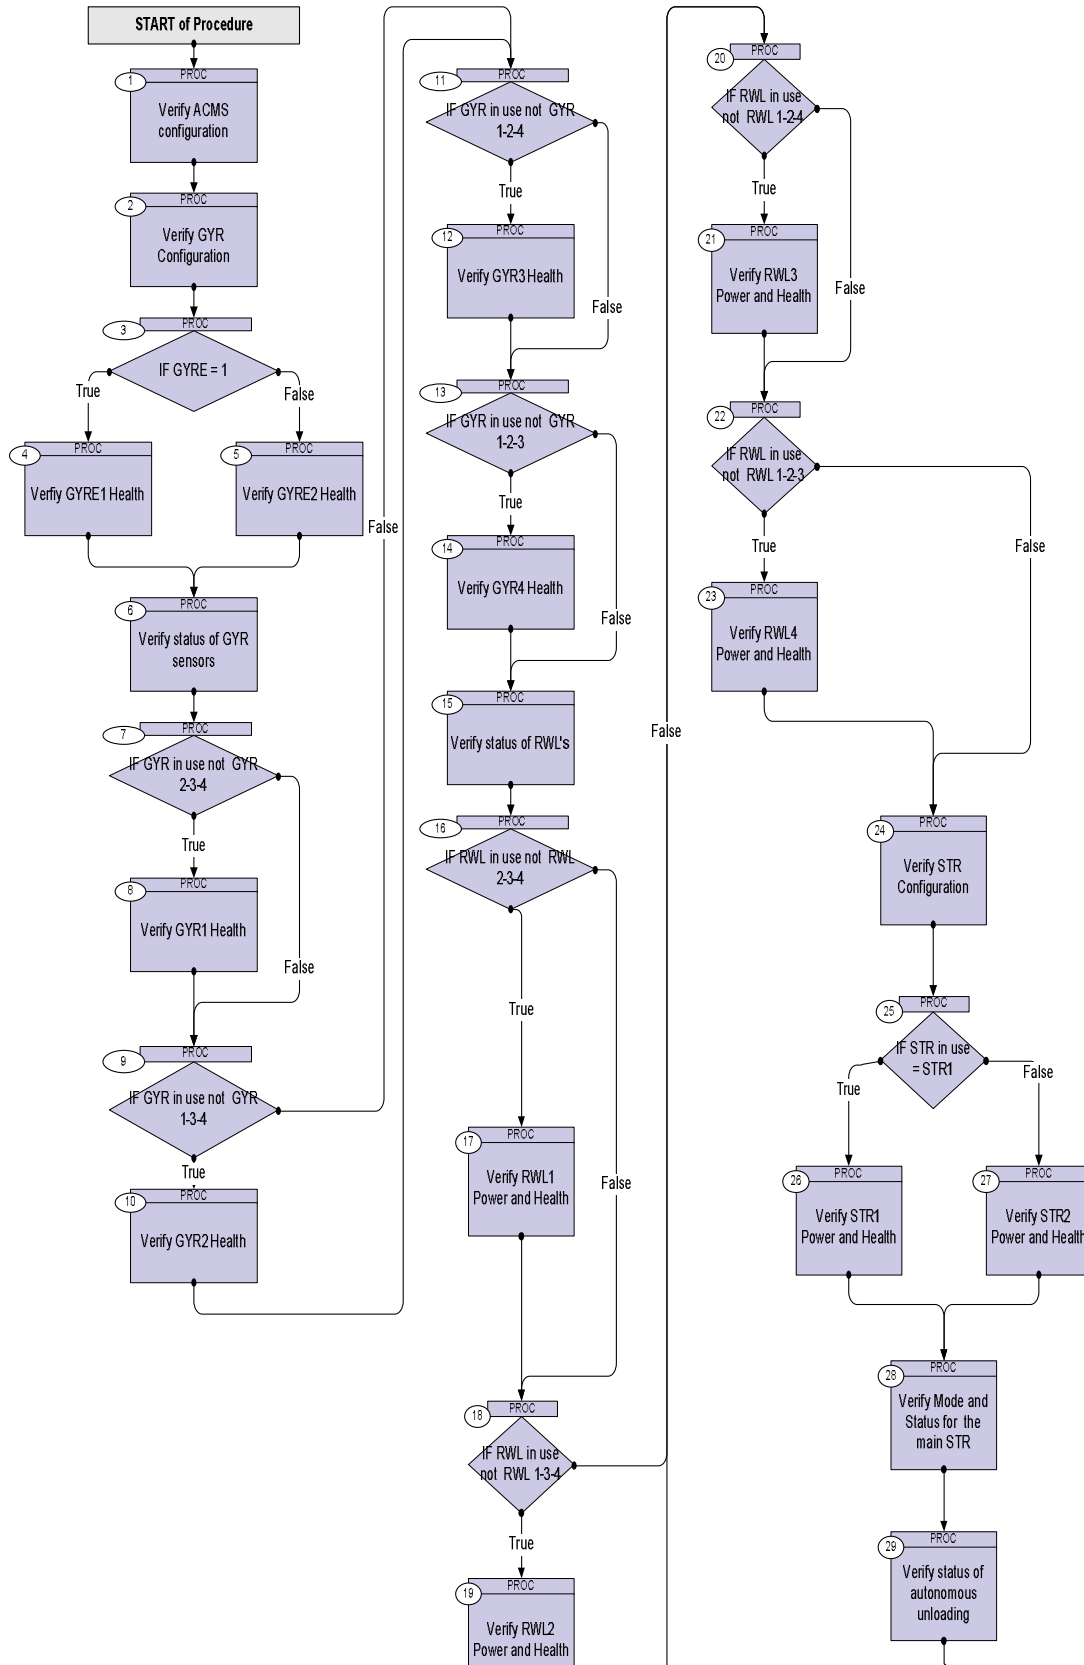 START of Procedure
PROC
1
Verify ACMS
configuration
PROC
2
Verify GYR
Configuration
PROC
3
IF GYRE = 1
True
False
PROC
4
Verfiy GYRE1 Health
PROC
5
Verify GYRE2 Health
PROC
6
Verify status of GYR
sensors
PROC
7
IF GYR in use not GYR
2-3-4
True
PROC
8
Verify GYR1 Health
False
PROC
9
IF GYR in use not GYR
1-3-4
True
False
PROC
10
Verify GYR2 Health
PROC
11
IF GYR in use not GYR
1-2-4
True
PROC
12
Verify GYR3 Health
False
PROC
13
IF GYR in use not GYR
1-2-3
True
PROC
14
Verify GYR4 Health
False
PROC
15
Verify status of RWL's
PROC
16
IF RWL in use not RWL
2-3-4
True
PROC
17
Verify RWL1
Power and Health
False
PROC
18
IF RWL in use
not RWL 1-3-4
True
False
PROC
19
Verify RWL2
Power and Health
PROC
20
IF RWL in use
not RWL 1-2-4
True
PROC
21
Verify RWL3
Power and Health
False
PROC
22
IF RWL in use
not RWL 1-2-3
True
False
PROC
23
Verify RWL4
Power and Health
PROC
24
Verify STR
Configuration
PROC
25
IF STR in use
= STR1
True
False
PROC
26
Verify STR1
Power and Health
PROC
27
Verify STR2
Power and Health
PROC
28
Verify Mode and
Status for the
main STR
PROC
29
Verify status of
autonomous
unloading